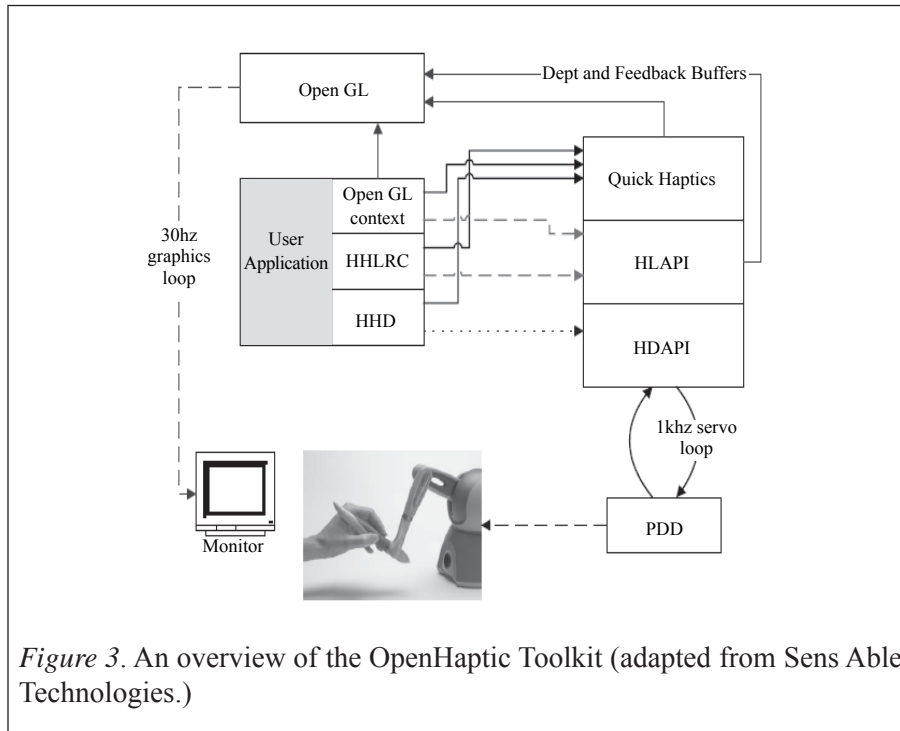 Open GL
Dept and Feedback Buffers
Quick Haptics
Open GL
context
User
Application
30hz
graphics
loop
HHLRC
HLAPI
HHD
HDAPI
1khz servo
loop
PDD
Monitor
Figure 3. An overview of the OpenHaptic Toolkit (adapted from Sens Able
Technologies.)